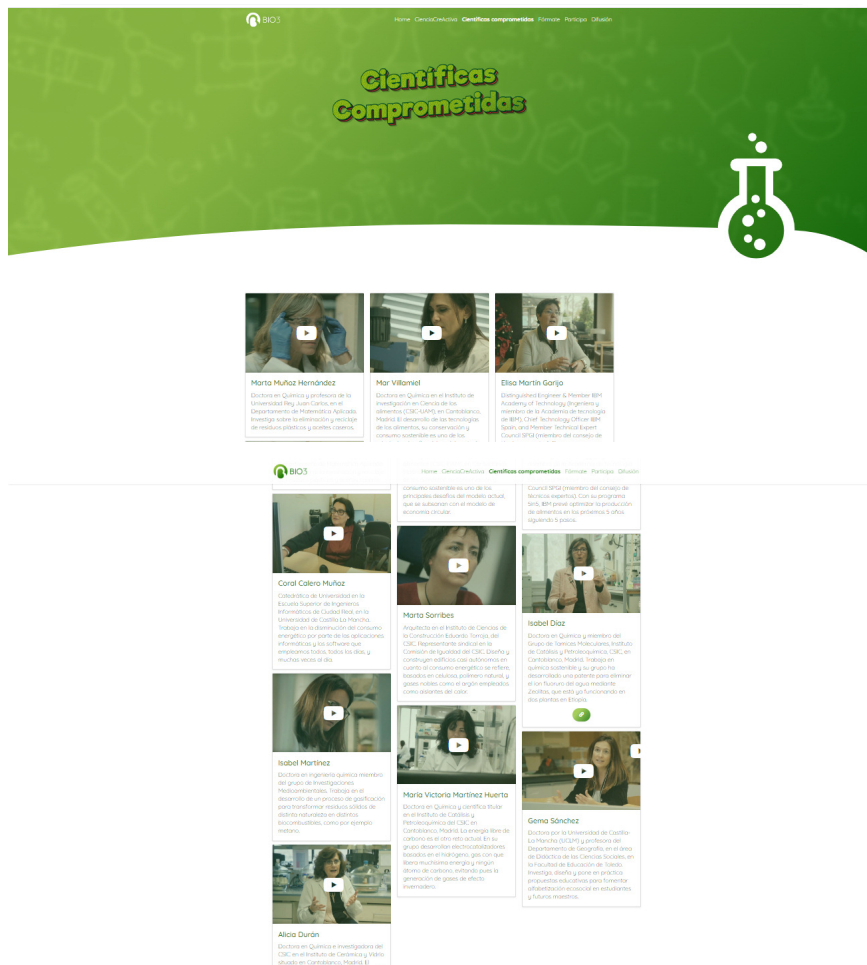 BIO3
Home CienciaCreActiva Científicas comprometidas Fórmate Participa Difusión
Científicas
Comprometidas
Marta Muñoz Hernández
Doctora en Química y profesora de la
Universidad Rey Juan Carlos, en el
Departamento de Matemática Aplicada.
Investiga sobre la eliminación y reciclaje
de residuos plásticos y aceites caseros.
Mar Villamiel
Doctora en Química en el Instituto de
investigación en Ciencia de los
alimentos (CSIC-UAM), en Cantoblanco,
Madrid. El desarrollo de las tecnologías
de los alimentos, su conservación y
consumo sostenible es uno de los
Elisa Martín Garijo
Distinguished Engineer & Member IBM
Academy of Technology (Ingeniera y
miembro de la Academia de tecnología
de IBM), Chief Technology Officer IBM
Spain, and Member Technical Expert
Council SPGI (miembro del consejo de
BIO3
Home CienciaCreActiva Científicas comprometidas Fórmate Participa Difusión
consumo sostenible es uno de los
principales desafíos del modelo actual,
que se subsanan con el modelo de
economía circular.
Council SPGI (miembro del consejo de
técnicos expertos). Con su programa
5in5, IBM prevé optimizar la producción
de alimentos en los próximos 5 años
siguiendo 5 pasos.
Coral Calero Muñoz
Catedrática de Universidad en la
Escuela Superior de Ingeniería
Informáticas de Ciudad Real, en la
Universidad de Castilla La Mancha.
Trabaja en la disminución del consumo
energético por parte de las aplicaciones
informáticas y los software que
empleamos todos, todos los días, y
muchas veces al día.
Marta Sorribes
Arquitecta en el Instituto de Ciencias de
la Construcción Eduardo Torroja, del
CSIC. Representante sindical en la
Comisión de Igualdad del CSIC. Diseña y
construyen edificios casi autónomos en
cuanto al consumo energético se refiere,
basados en celulosa, polímero natural, y
gases nobles como el argón empleados
como aislantes del calor.
Isabel Díaz
Doctora en Química y miembro del
Grupo de Tamices Moleculares, Instituto
de Catálisis y Petroleoquímica, CSIC, en
Cantoblanco, Madrid. Trabaja en
química sostenible y su grupo ha
desarrollado una patente para eliminar
el ion fluoruro del agua mediante
Zeolitas, que está ya funcionando en
dos plantas en Etiopía.
Isabel Martínez
Doctora en ingeniería química miembro
del grupo de Investigaciones
Medioambientales. Trabaja en el
desarrollo de un proceso de gasificación
para transformar residuos sólidos de
distinta naturaleza en distintos
biocombustibles, como por ejemplo
metano.
María Victoria Martínez Huerta
Doctora en Química y científica titular
en el Instituto de Catálisis y
Petroleoquímica del CSIC en
Cantoblanco, Madrid. La energía libre de
carbono es el otro reto actual. En su
grupo desarrollan electrocatalizadores
basados en el hidrógeno, gas con que
libera muchísima energía y ningún
átomo de carbono, evitando pues la
generación de gases de efecto
invernadero.
Gema Sánchez
Doctora por la Universidad de Castilla-
La Mancha (UCLM) y profesora del
Departamento de Geografía, en el área
de Didáctica de las Ciencias Sociales, en
la Facultad de Educación de Toledo.
Investiga, diseña y pone en práctica
propuestas educativas para fomentar
alfabetización ecosocial en estudiantes
y futuros maestros.
Alicia Durán
Doctora en Química e Investigadora del
CSIC en el Instituto de Cerámica y Vidrio
situado en Cantoblanco, Madrid. El